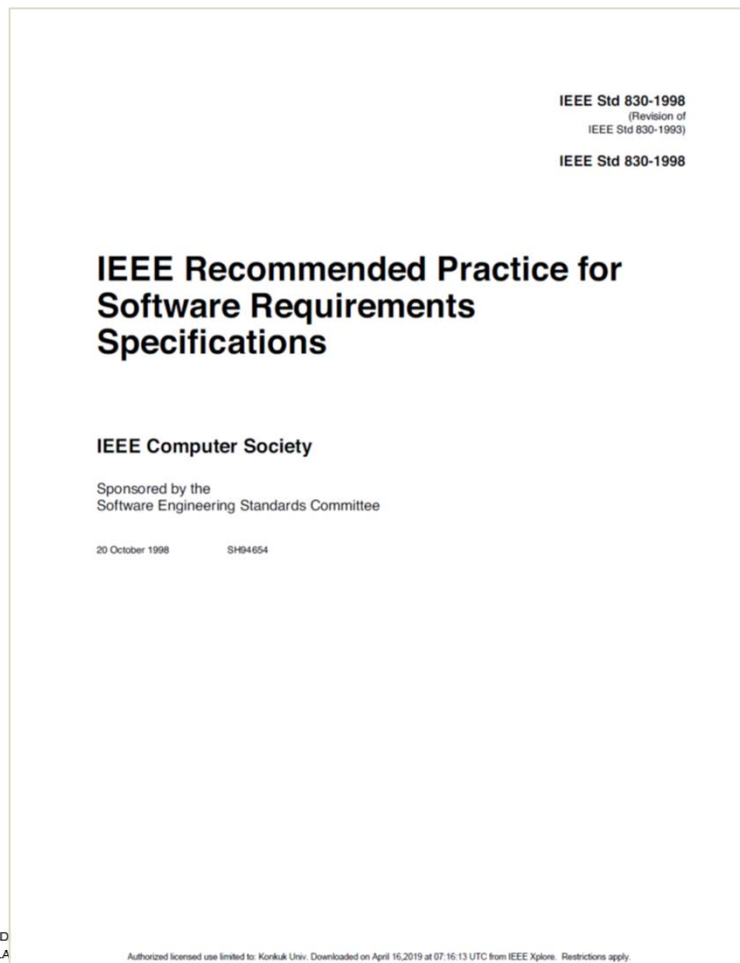 IEEE Std 830-1998
(Revision of
IEEE Std 830-1993)
IEEE Std 830-1998
IEEE Recommended Practice for
Software Requirements
Specifications
IEEE Computer Society
Sponsored by the
Software Engineering Standards Committee
20 October 1998 SH94654
Authorized licensed use limited to: Konkuk Univ. Downloaded on April 16,2019 at 07:16:13 UTC from IEEE Xplore. Restrictions apply.